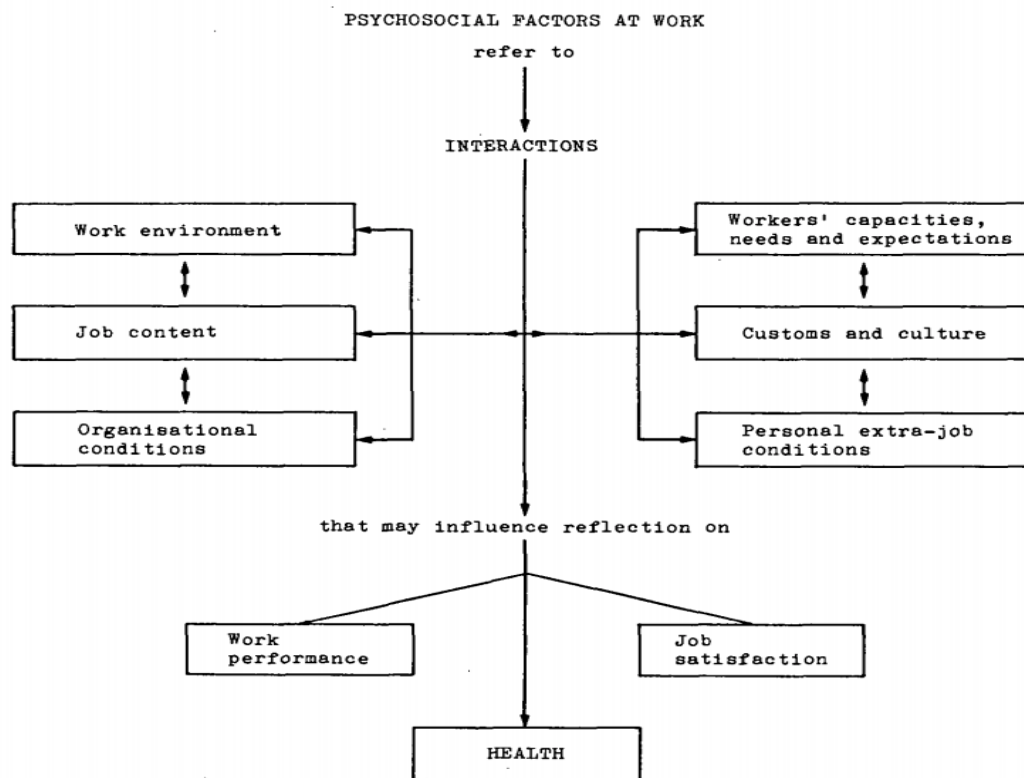 PSYCHOSOCIAL FACTORS AT WORK
refer to
INTERACTIONS
Work environment
Workers' capacities,
needs and expectations
Job content
Customs and culture
Organisational
conditions
Personal extra-job
conditions
that may influence reflection on
Work
performance
Job
satisfaction
HEALTH